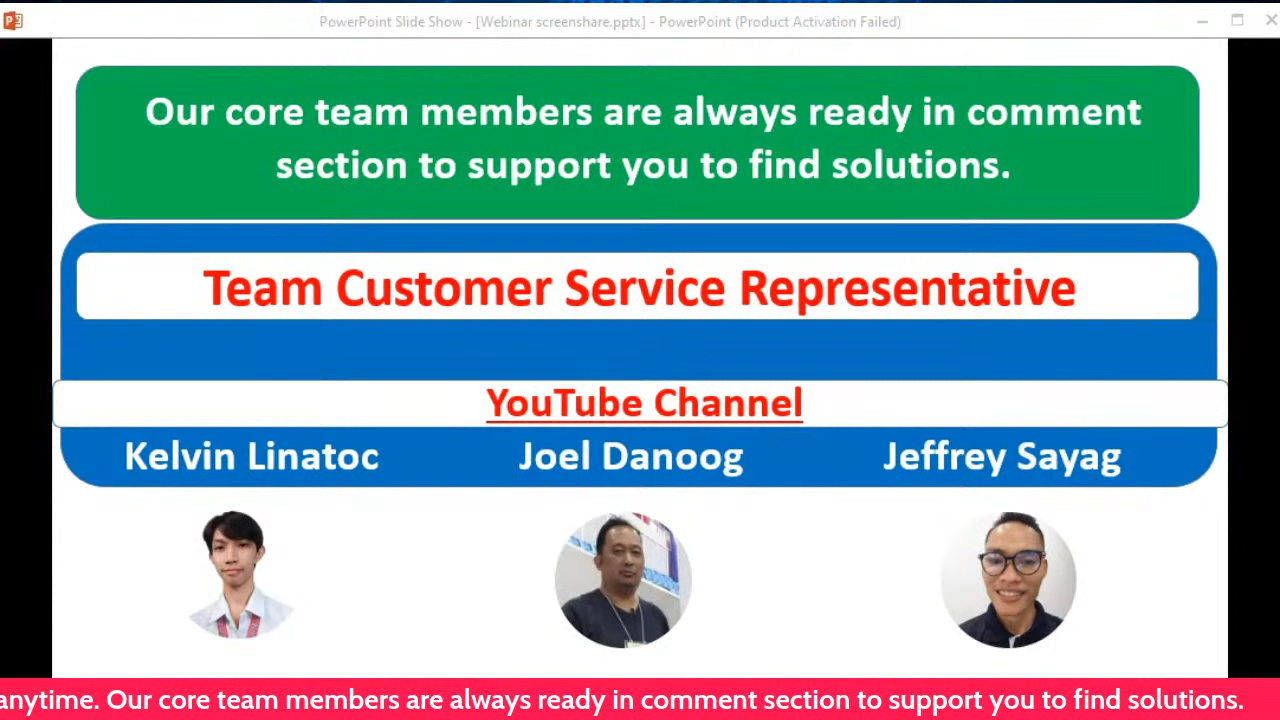 PowerPoint Slide Show - [Webinar screenshare.pptx] - PowerPoint (Product Activation Failed)
Our core team members are always ready in comment
section to support you to find solutions.
Team Customer Service Representative
YouTube Channel
Kelvin Linatoc
Joel Danoog
Jeffrey Sayag
anytime. Our core team members are always ready in comment section to support you to find solutions.